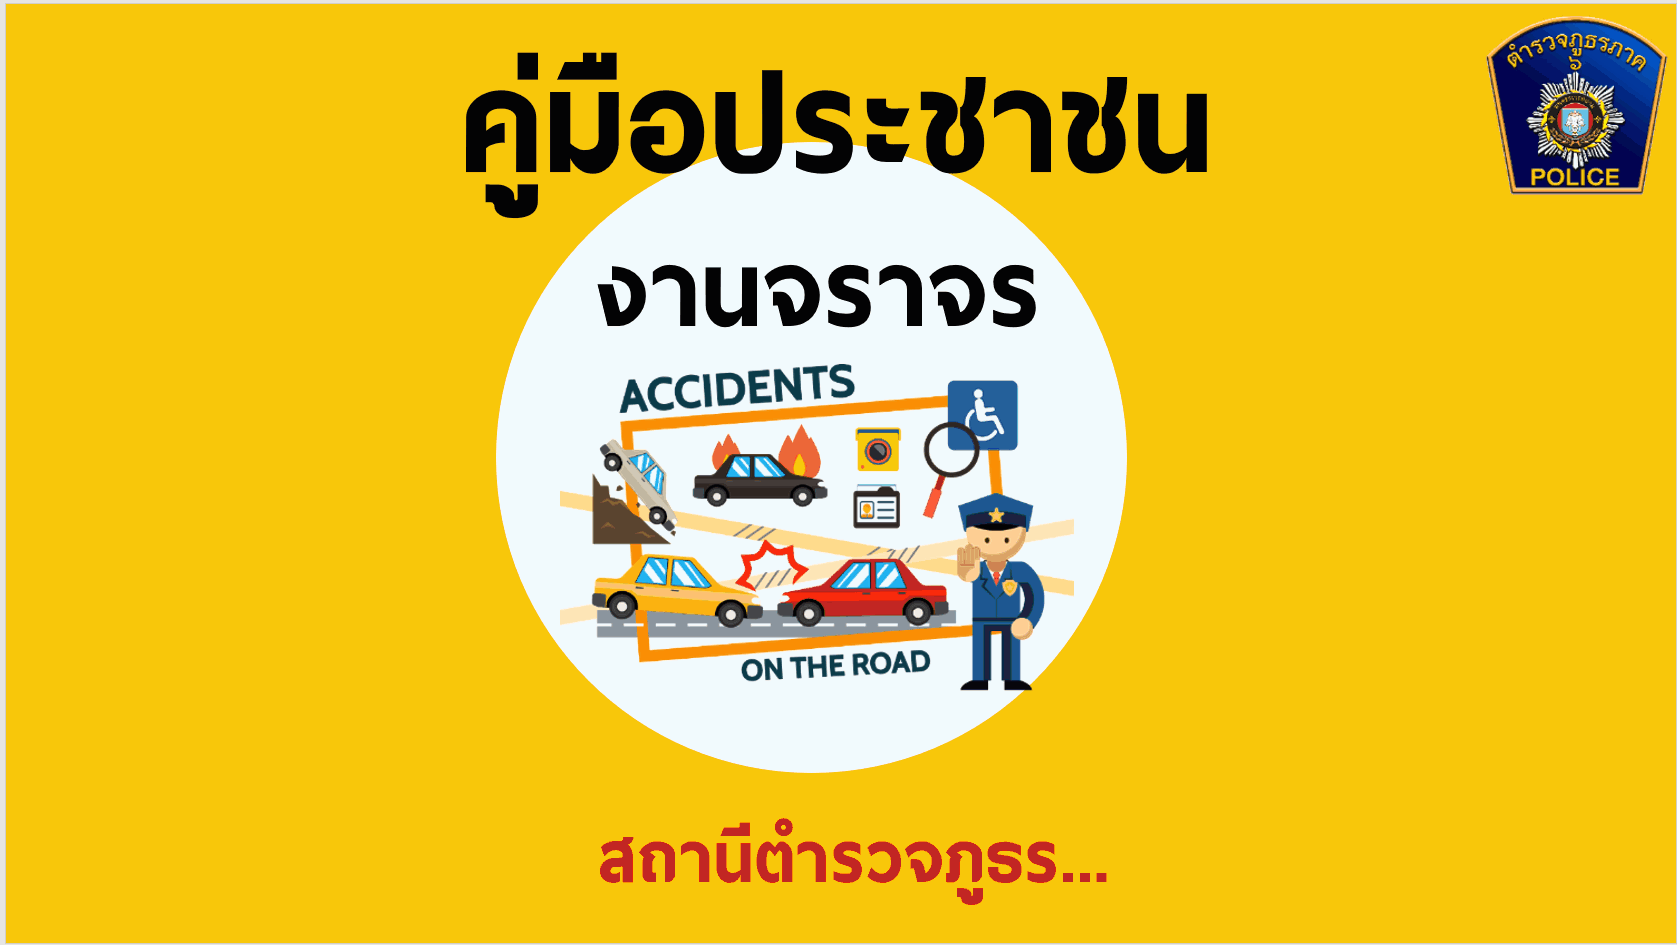 คู่มือประชาชน
ตำรวจภูธรภาค
๖
POLICE
งานจราจร
ACCIDENTS
ON THE ROAD
สถานีตำรวจภูธร...